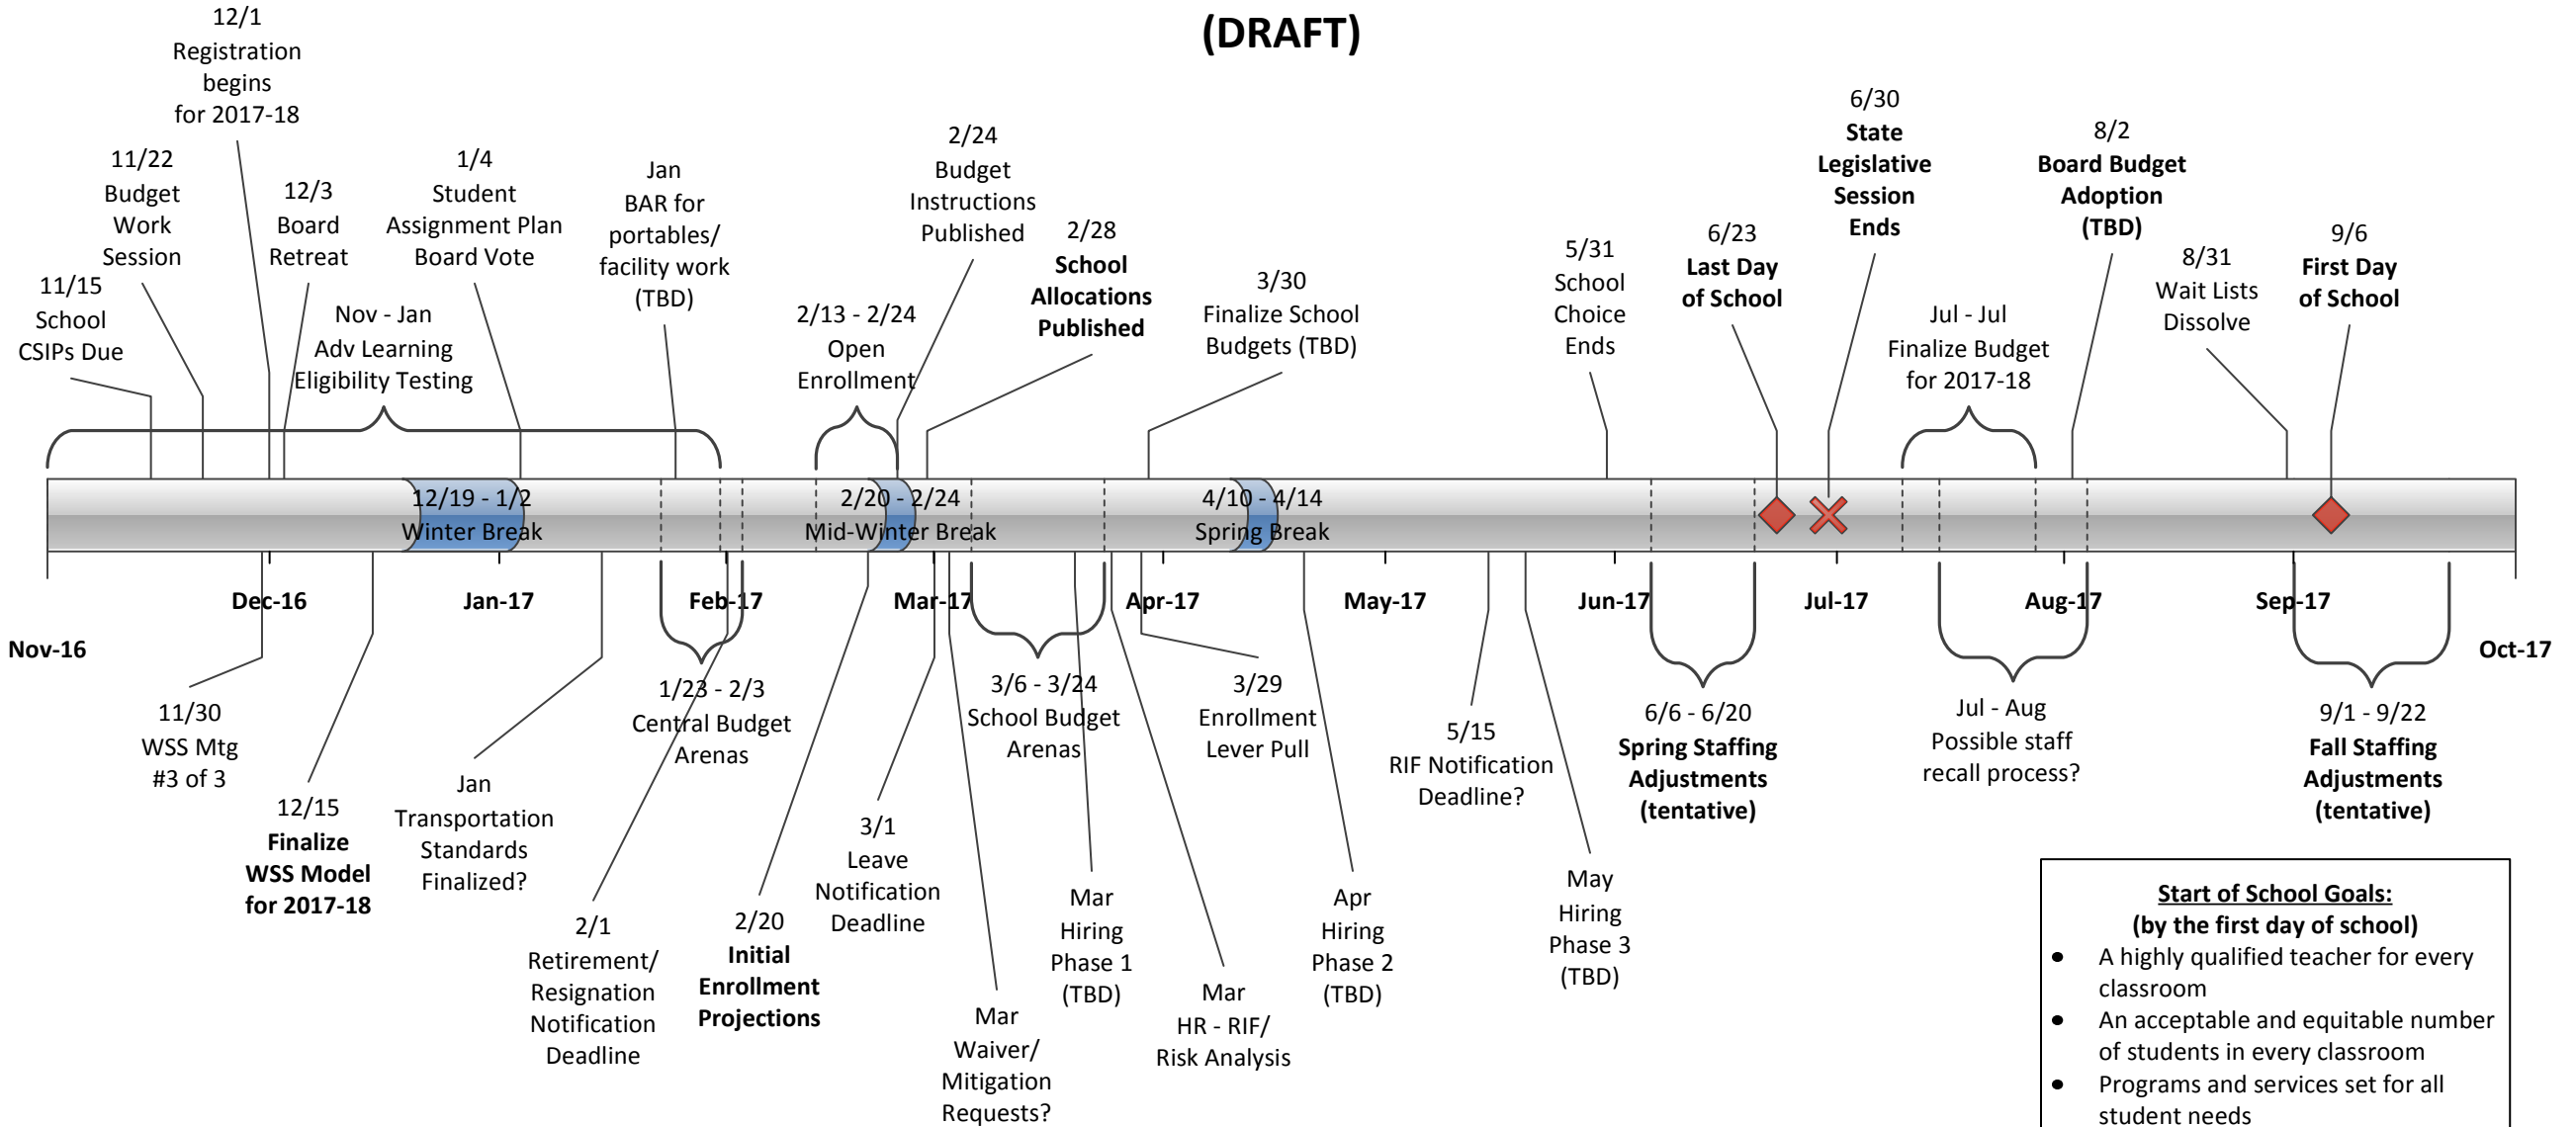 (DRAFT)
12/1
Registration
begins
for 2017-18
11/22
Budget
Work
Session
11/15
School
CSIPs Due
12/3
Board
Retreat
Nov - Jan
Adv Learning
Eligibility Testing
1/4
Student
Assignment Plan
Board Vote
Jan
BAR for
portables/
facility work
(TBD)
2/13 - 2/24
Open
Enrollment
2/24
Budget
Instructions
Published
2/28
School
Allocations
Published
3/30
Finalize School
Budgets (TBD)
5/31
School
Choice
Ends
6/23
Last Day
of School
6/30
State
Legislative
Session
Ends
Jul - Jul
Finalize Budget
for 2017-18
8/2
Board Budget
Adoption
(TBD)
8/31
Wait Lists
Dissolve
9/6
First Day
of School
12/19 - 1/2
Winter Break
2/20 - 2/24
Mid-Winter Break
4/10 - 4/14
Spring Break
Nov-16
Dec-16
Jan-17
Feb-17
Mar-17
Apr-17
May-17
Jun-17
Jul-17
Aug-17
Sep-17
Oct-17
11/30
WSS Mtg
#3 of 3
12/15
Finalize
WSS Model
for 2017-18
Jan
Transportation
Standards
Finalized?
2/1
Retirement/
Resignation
Notification
Deadline
1/23 - 2/3
Central Budget
Arenas
2/20
Initial
Enrollment
Projections
3/1
Leave
Notification
Deadline
Mar
Waiver/
Mitigation
Requests?
3/6 - 3/24
School Budget
Arenas
Mar
Hiring
Phase 1
(TBD)
Mar
HR - RIF/
Risk Analysis
3/29
Enrollment
Lever Pull
Apr
Hiring
Phase 2
(TBD)
5/15
RIF Notification
Deadline?
May
Hiring
Phase 3
(TBD)
6/6 - 6/20
Spring Staffing
Adjustments
(tentative)
Jul - Aug
Possible staff
recall process?
9/1 - 9/22
Fall Staffing
Adjustments
(tentative)
Start of School Goals:
(by the first day of school)
• A highly qualified teacher for every
classroom
• An acceptable and equitable number
of students in every classroom
• Programs and services set for all
student needs